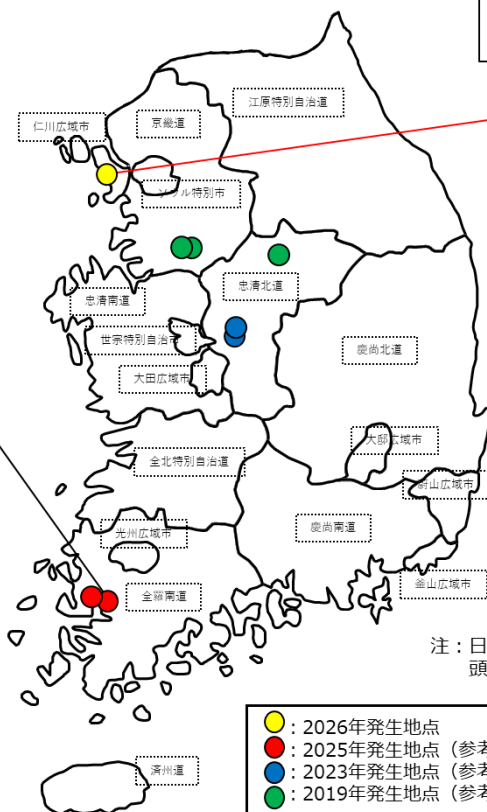 江原特別自治道
仁川広域市
京畿道
ソウル特別市
忠清南道
忠清北道
世宗特別自治市
慶尚北道
大田広域市
大邱広域市
全北特別自治道
蔚山広域市
光州広域市
慶尚南道
釜山広域市
全羅南道
注：日
頭
済州道
：2026年発生地点
：2025年発生地点（参考
：2023年発生地点（参考
：2019年発生地点（参考